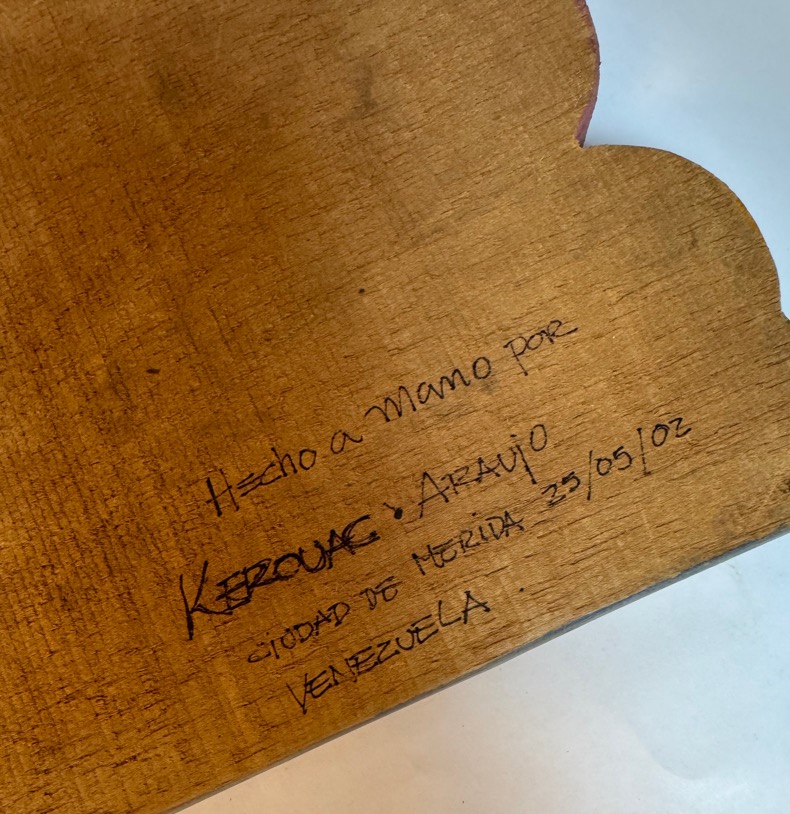 Hecho a mano por
KEROUAC y ARAUJO
CIUDAD DE MERIDA 25/05/02
VENEZUELA.